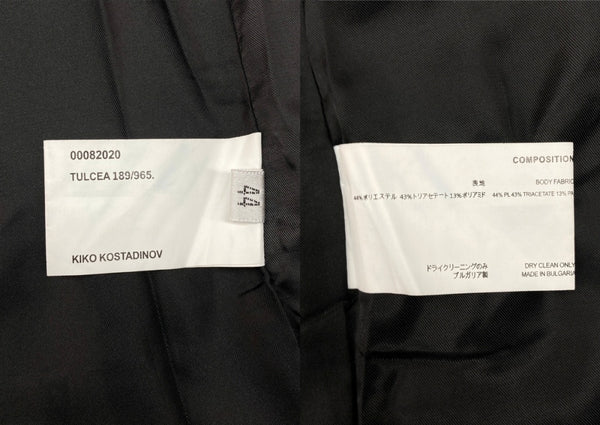 00082020
TULCEA 189/965.
KIKO KOSTADINOV
COMPOSITION
表地 BODY FABRIC
44%ポリエステル 43%トリアセテート13%ポリアミド 44% PL43% TRIACETATE 13% PA
ドライクリーニングのみ DRY CLEAN ONLY
ブルガリア製 MADE IN BULGARIA